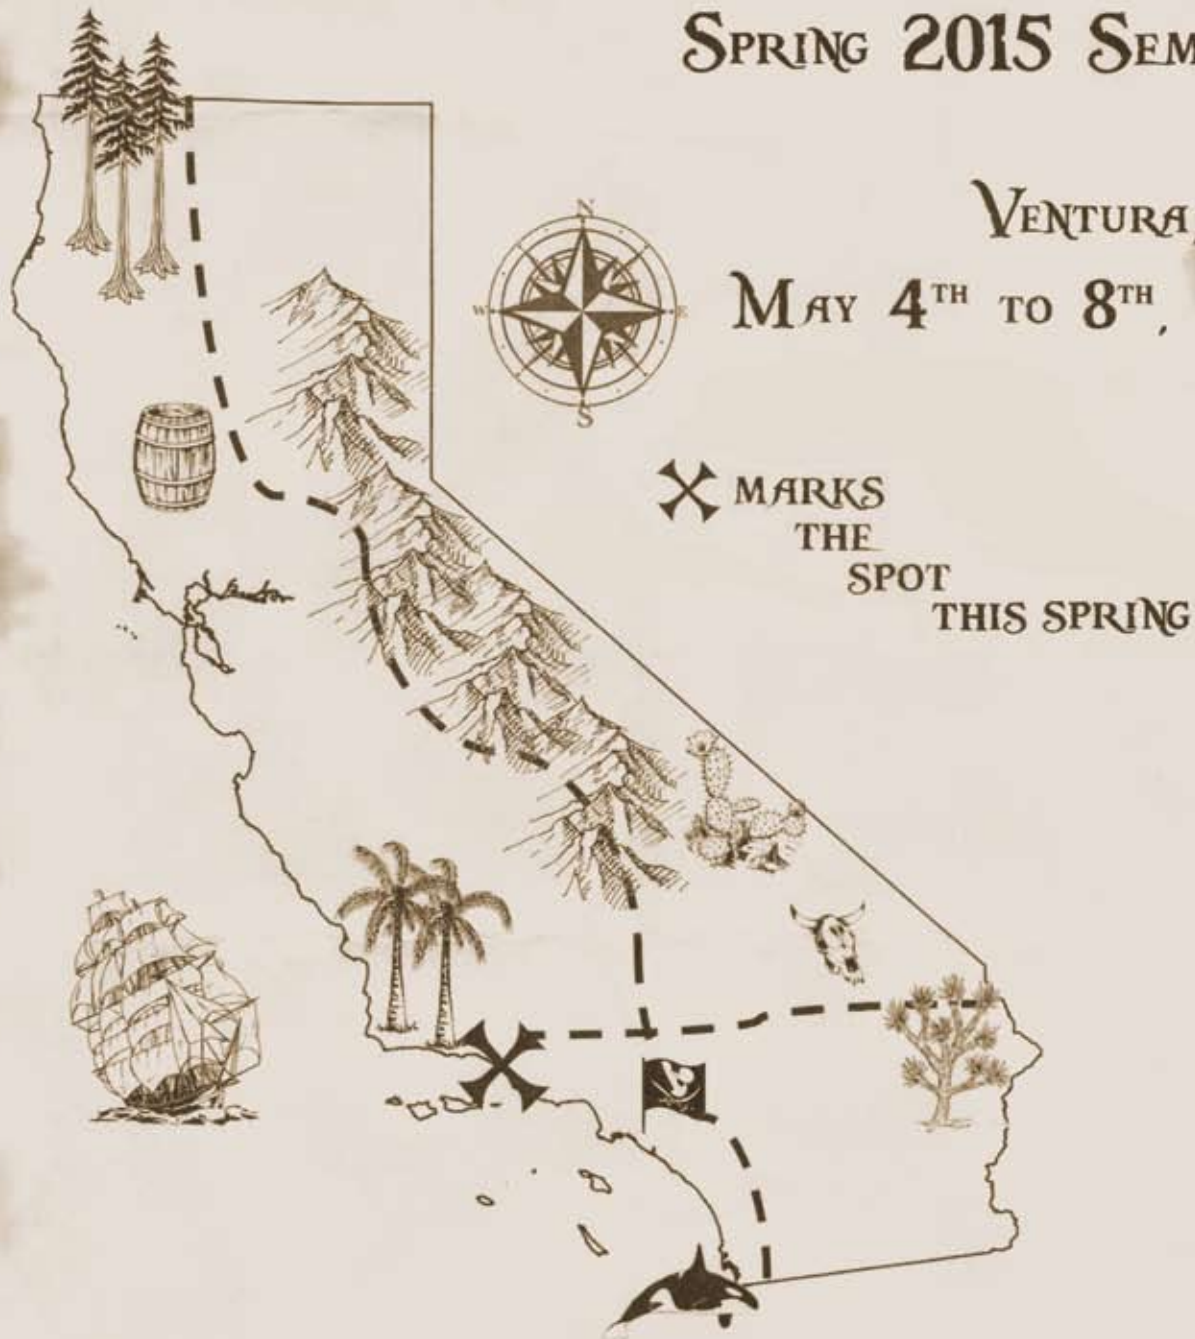 SPRING 2015 SEM
VENTURA,
MAY 4TH TO 8TH,
N
W E
S
MARKS
THE
SPOT
THIS SPRING